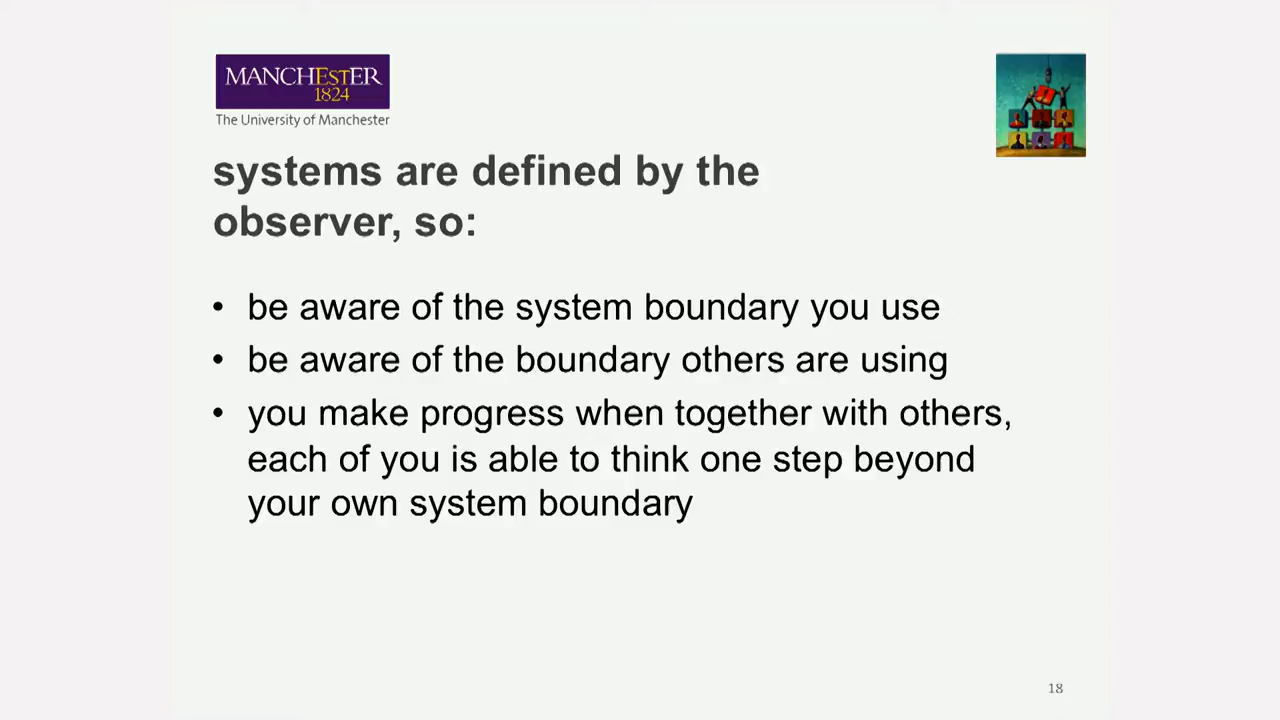 MANCHESTER
1824
The University of Manchester
systems are defined by the
observer, so:
• be aware of the system boundary you use
• be aware of the boundary others are using
• you make progress when together with others,
each of you is able to think one step beyond
your own system boundary
18